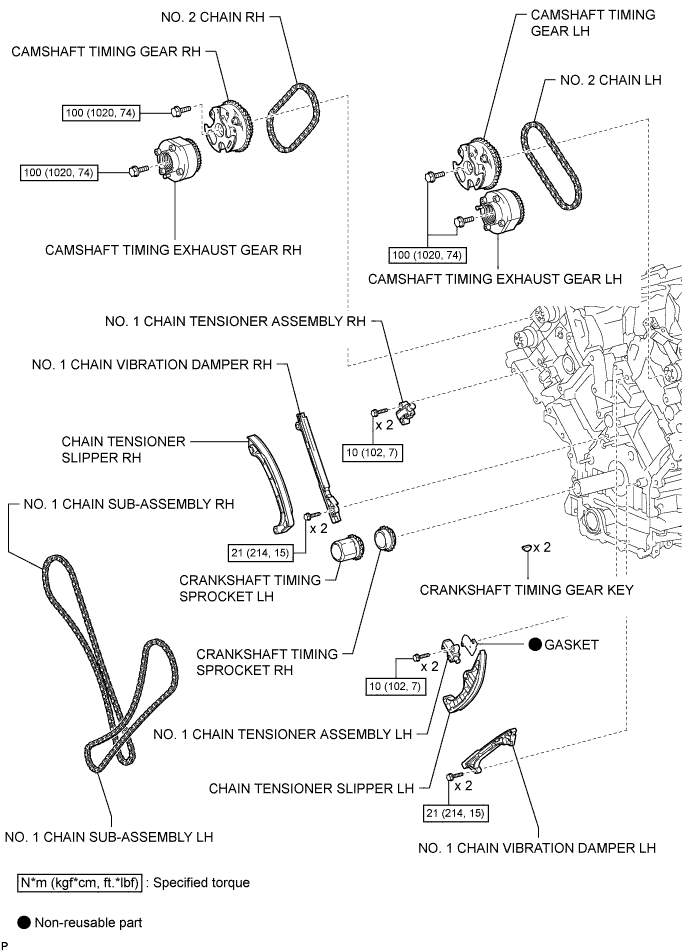 NO. 2 CHAIN RH
CAMSHAFT TIMING
GEAR LH
CAMSHAFT TIMING GEAR RH
NO. 2 CHAIN LH
100 (1020, 74)
100 (1020, 74)
100 (1020, 74)
CAMSHAFT TIMING EXHAUST GEAR RH
CAMSHAFT TIMING EXHAUST GEAR LH
NO. 1 CHAIN TENSIONER ASSEMBLY RH
NO. 1 CHAIN VIBRATION DAMPER RH
x 2
10 (102, 7)
CHAIN TENSIONER
SLIPPER RH
NO. 1 CHAIN SUB-ASSEMBLY RH
x 2
21 (214, 15)
x 2
CRANKSHAFT TIMING
SPROCKET LH
CRANKSHAFT TIMING GEAR KEY
CRANKSHAFT TIMING
SPROCKET RH
GASKET
x 2
10 (102, 7)
NO. 1 CHAIN TENSIONER ASSEMBLY LH
CHAIN TENSIONER SLIPPER LH
x 2
21 (214, 15)
NO. 1 CHAIN SUB-ASSEMBLY LH
NO. 1 CHAIN VIBRATION DAMPER LH
N*m (kgf*cm, ft.*lbf) : Specified torque
Non-reusable part
P